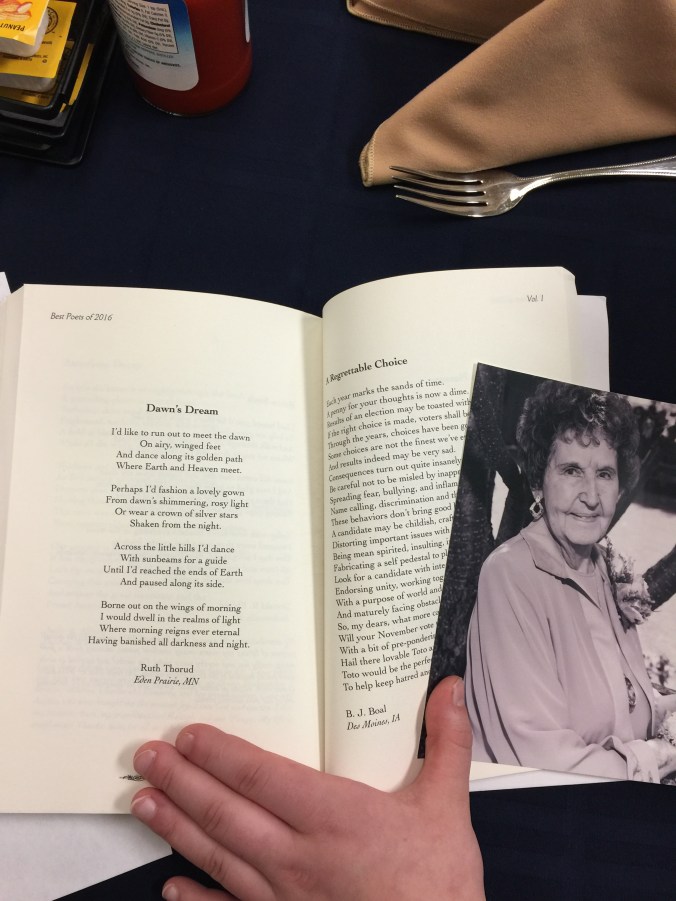 PEANUT
Best Poets of 2016
Dawn's Dream
I'd like to run out to meet the dawn
On airy, winged feet
And dance along its golden path
Where Earth and Heaven meet.
Perhaps I'd fashion a lovely gown
From dawn's shimmering, rosy light
Or wear a crown of silver stars
Shaken from the night.
Across the little hills I'd dance
With sunbeams for a guide
Until I'd reached the ends of Earth
And paused along its side.
Borne out on the wings of morning
I would dwell in the realms of light
Where morning reigns ever eternal
Having banished all darkness and night.
Ruth Thorud
Eden Prairie, MN
Vol. 1
A Regrettable Choice
Each year marks the sands of time.
A penny for your thoughts is now a dime.
Results of an election may be toasted with
If the right choice is made, voters shall
Through the years, choices have been
Some choices are not the finest we've
And results indeed may be very sad.
Consequences turn out quite insanely
Be careful not to be misled by
Spreading fear, bullying, and
Name calling, discrimination and
These behaviors don't bring good
A candidate may be childish,
Distorting important issues with
Being mean spirited, insulting,
Fabricating a self pedestal to
Look for a candidate with
Endorsing unity, working
With a purpose of world and
And maturely facing
So, my dears, what more
Will your November vote
With a bit of
Hail there lovable Toto
Toto would be the
To help keep hatred
B. J. Boal
Des Moines, IA